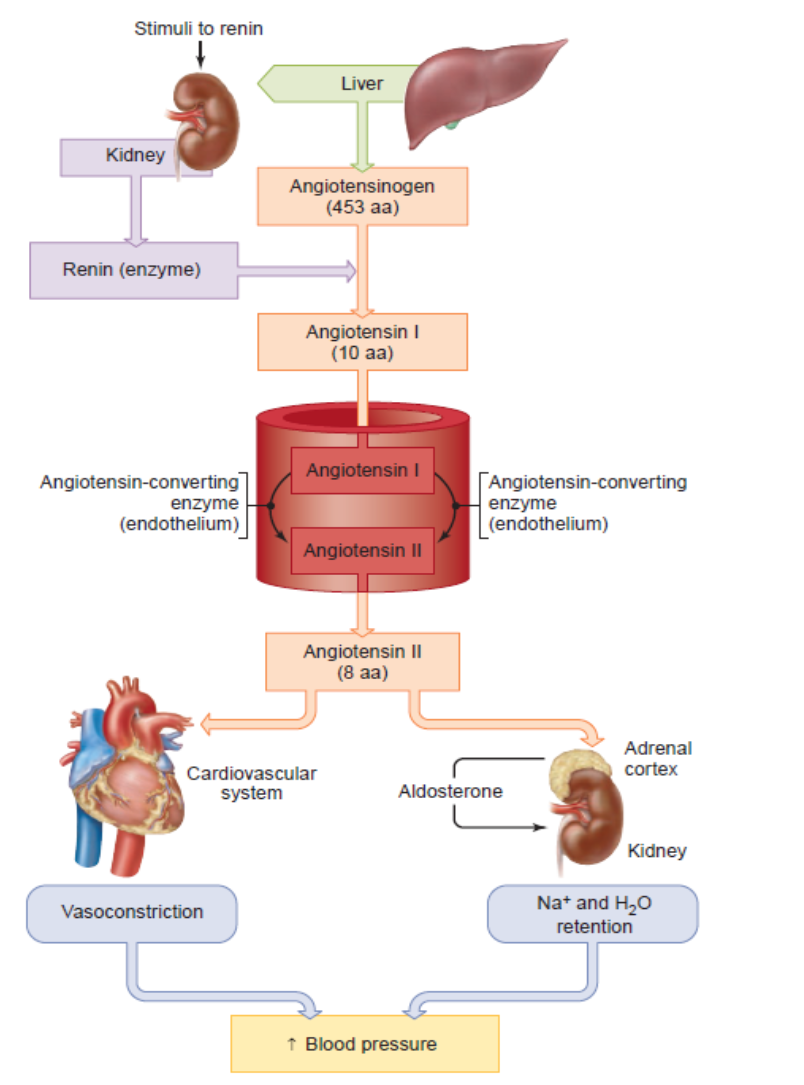 Stimuli to renin
Liver
Kidney
Angiotensinogen
(453 aa)
Renin (enzyme)
Angiotensin I
(10 aa)
Angiotensin I
Angiotensin-converting
enzyme
(endothelium)
Angiotensin-converting
enzyme
(endothelium)
Angiotensin II
Angiotensin II
(8 aa)
Cardiovascular
system
Aldosterone
Adrenal
cortex
Kidney
Vasoconstriction
Na⁺ and H₂O
retention
↑ Blood pressure